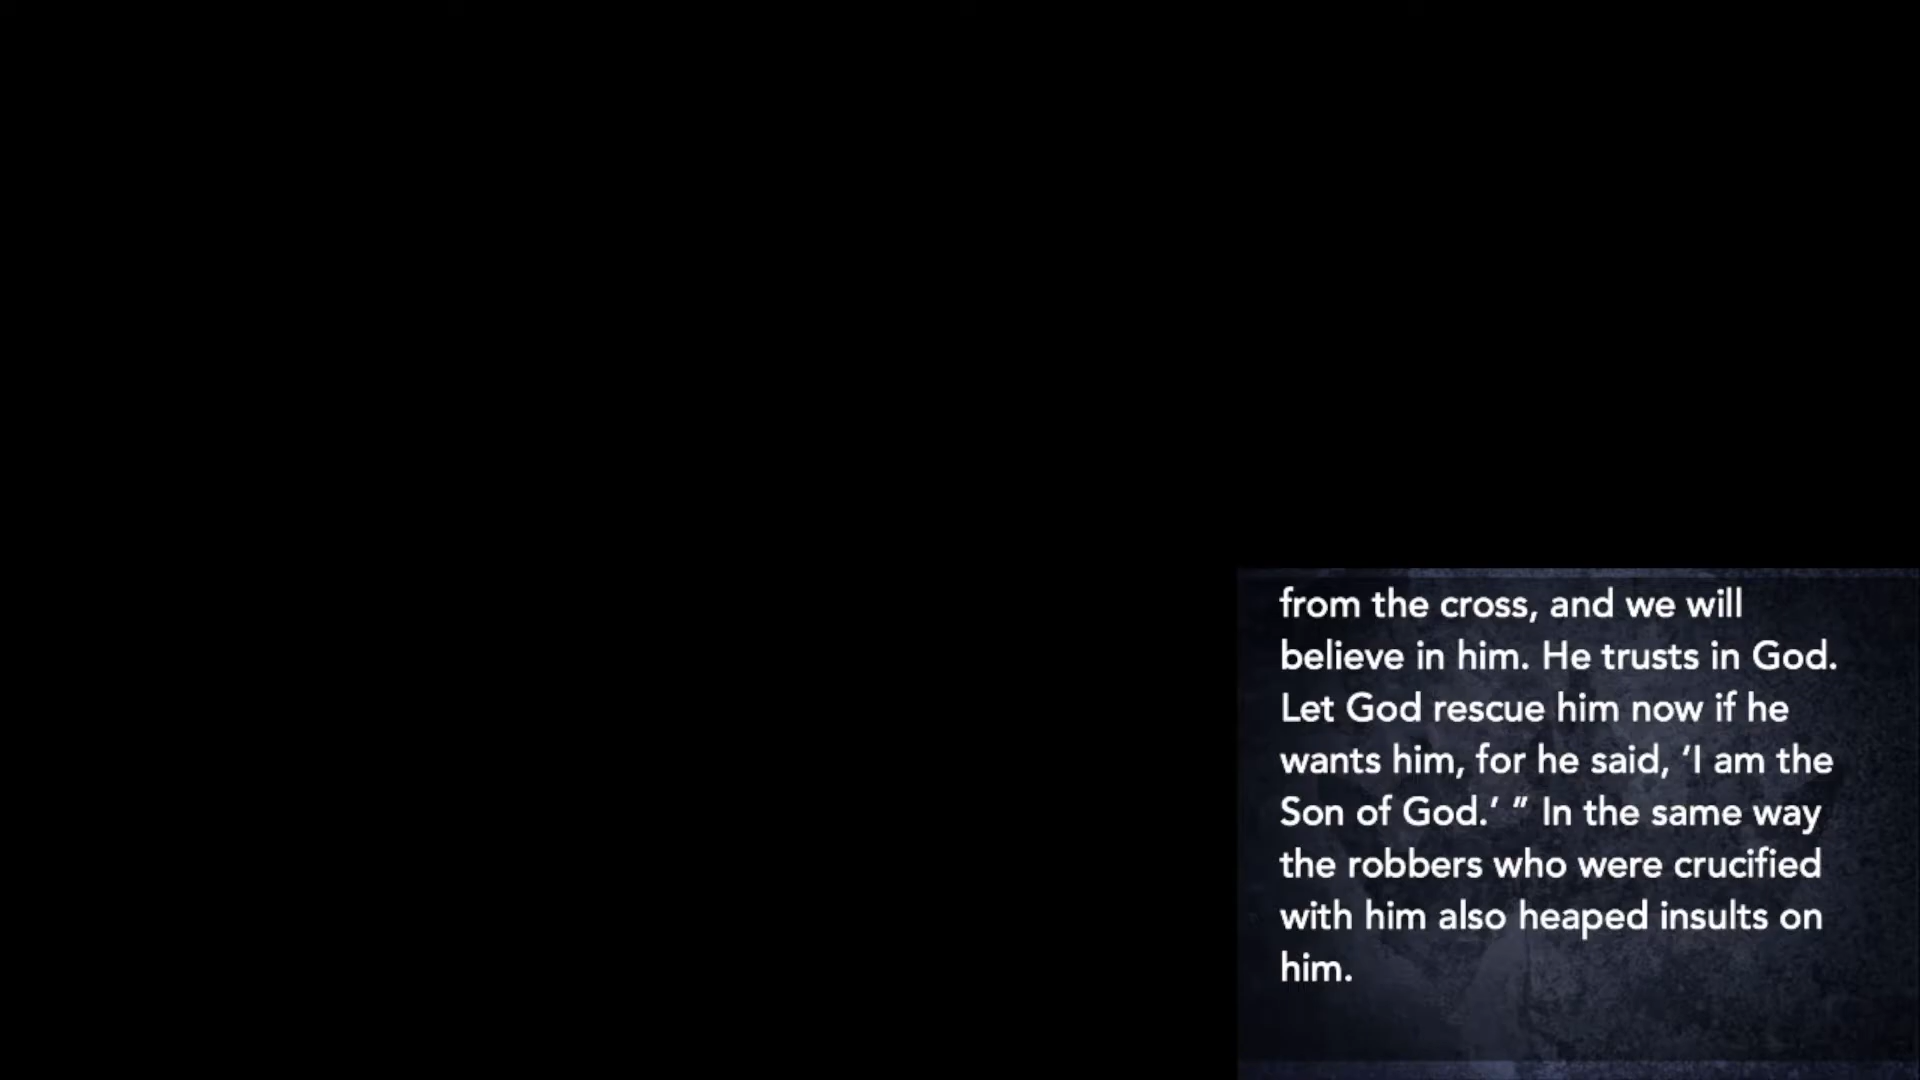 from the cross, and we will
believe in him. He trusts in God.
Let God rescue him now if he
wants him, for he said, ‘I am the
Son of God.’ ” In the same way
the robbers who were crucified
with him also heaped insults on
him.